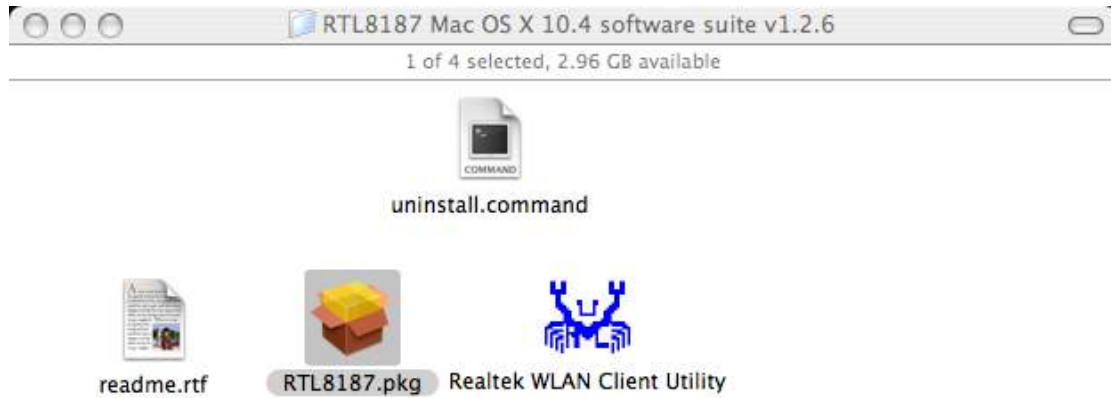 RTL8187 Mac OS X 10.4 software suite v1.2.6
1 of 4 selected, 2.96 GB available
COMMAND
uninstall.command
readme.rtf
RTL8187.pkg
Realtek WLAN Client Utility